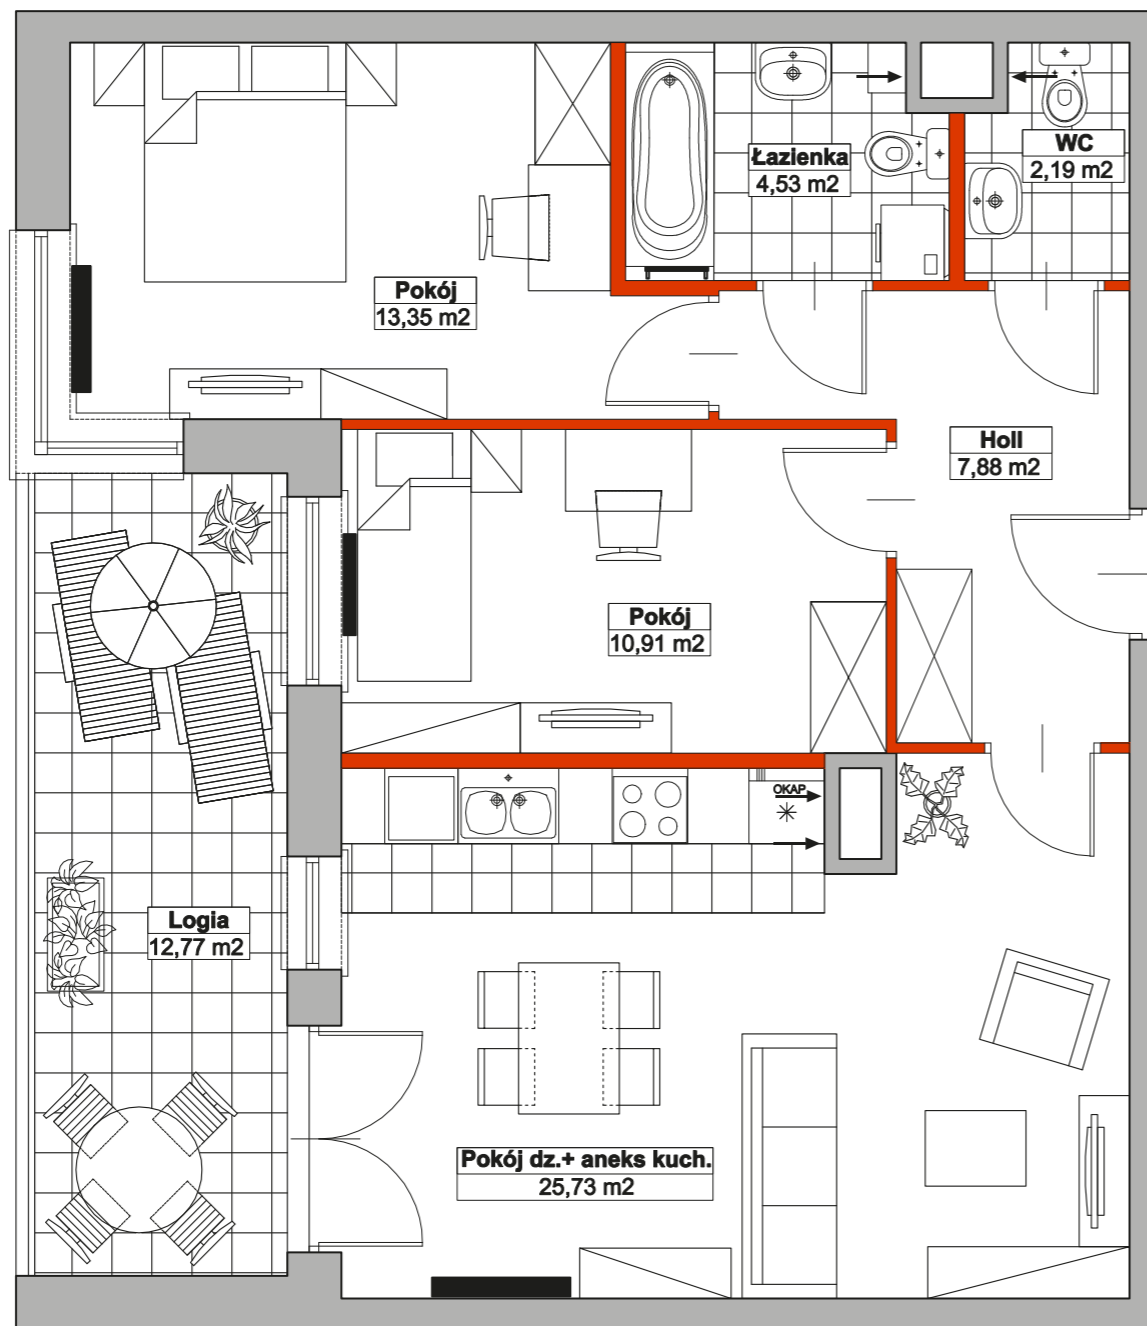 Łazienka
4,53 m2
WC
2,19 m2
Pokój
13,35 m2
Holl
7,88 m2
Pokój
10,91 m2
OKAP
Logia
12,77 m2
Pokój dz.+ aneks kuch.
25,73 m2